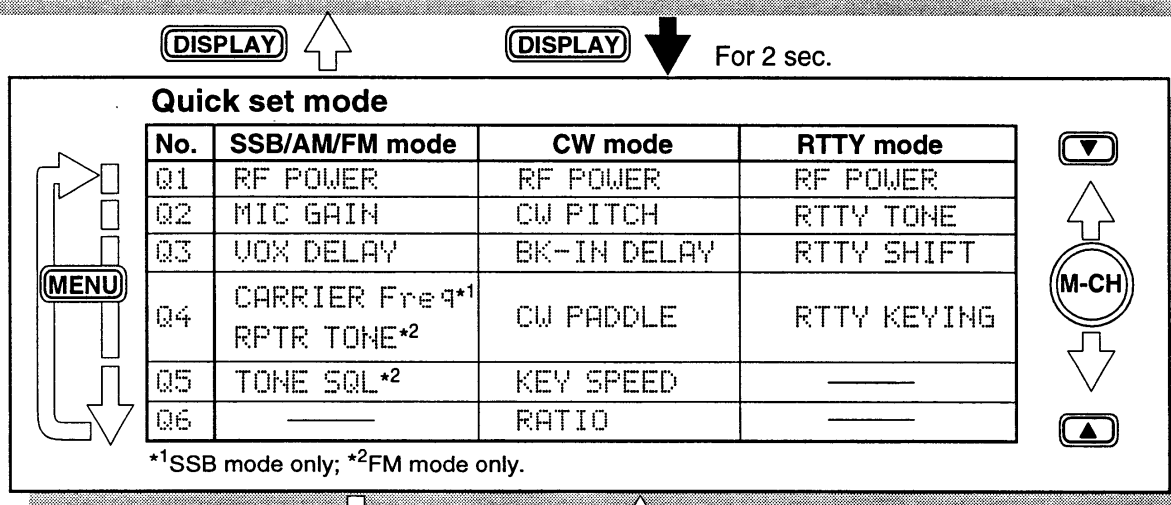 DISPLAY DISPLAY For 2 sec.
Quick set mode
No. SSB/AM/FM mode CW mode RTTY mode
Q1 RF POWER RF POWER RF POWER
Q2 MIC GAIN CW PITCH RTTY TONE
Q3 VOX DELAY BK-IN DELAY RTTY SHIFT
MENU M-CH
Q4 CARRIER Freq*1 CW PADDLE RTTY KEYING
RPTR TONE*2
Q5 TONE SQL*2 KEY SPEED ———
Q6 ——— RATIO ———
*1SSB mode only; *2FM mode only.